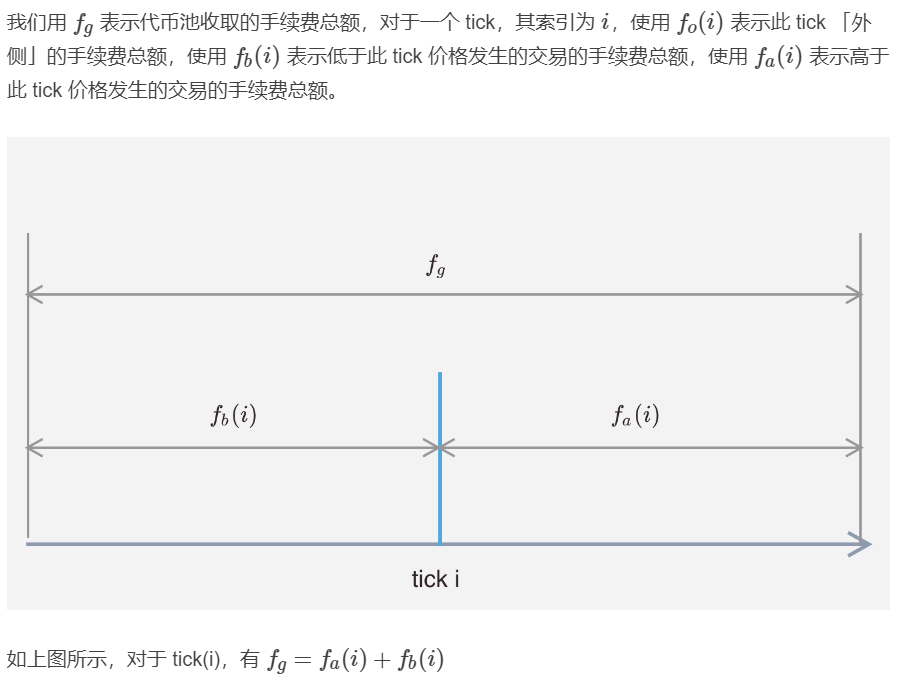 我们用 f_g 表示代币池收取的手续费总额，对于一个 tick，其索引为 i，使用 f_o(i) 表示此 tick 「外
侧」的手续费总额，使用 f_b(i) 表示低于此 tick 价格发生的交易的手续费总额，使用 f_a(i) 表示高于
此 tick 价格发生的交易的手续费总额。
f_g
f_b(i) f_a(i)
tick i
如上图所示，对于 tick(i)，有 f_g = f_a(i) + f_b(i)